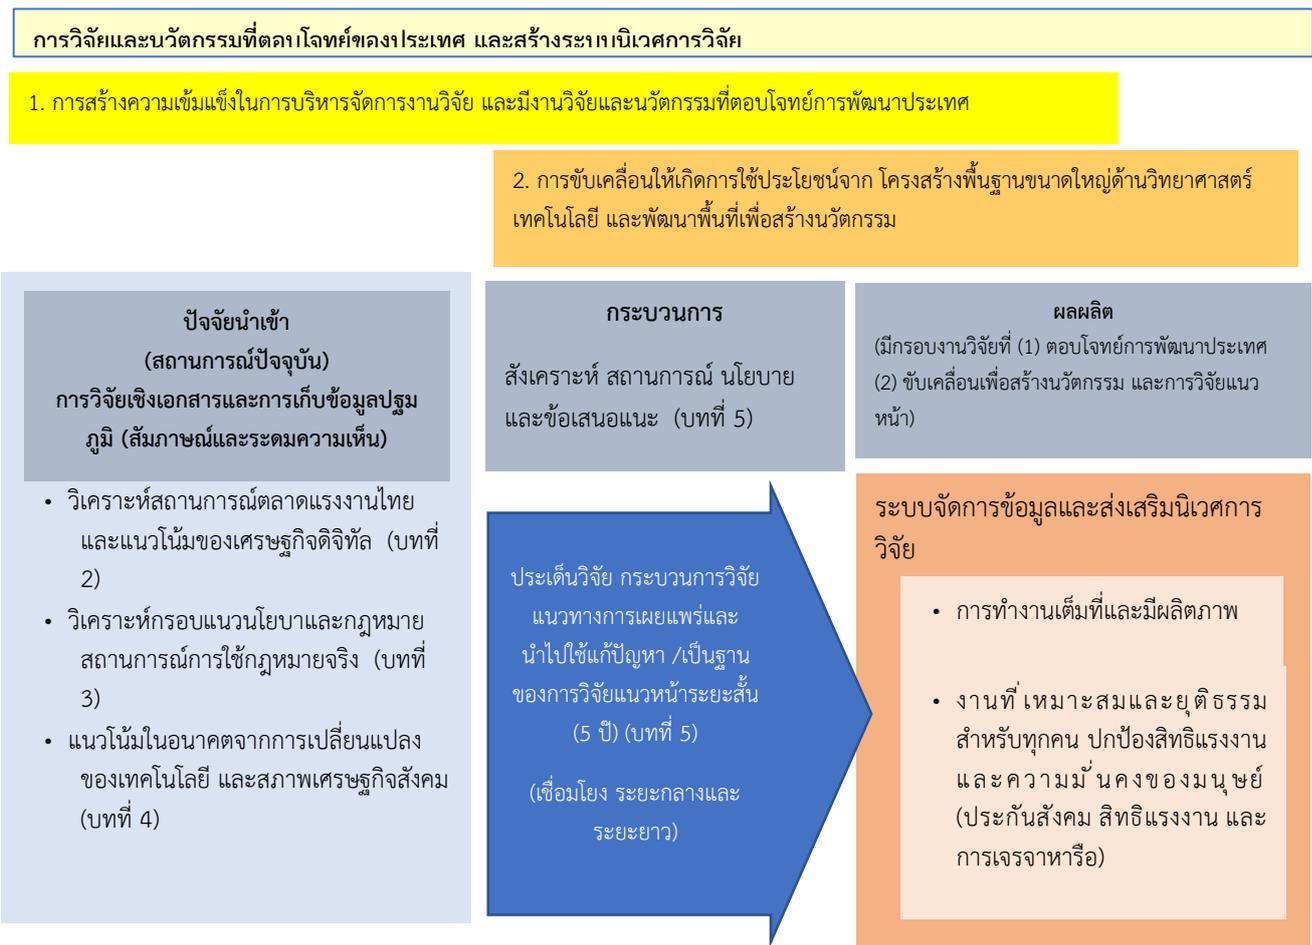 การวิจัยและนวัตกรรมที่ตอบโจทย์ของประเทศ และสร้างระบบนิเวศการวิจัย
1. การสร้างความเข้มแข็งในการบริหารจัดการงานวิจัย และมีงานวิจัยและนวัตกรรมที่ตอบโจทย์การพัฒนาประเทศ
2. การขับเคลื่อนให้เกิดการใช้ประโยชน์จาก โครงสร้างพื้นฐานขนาดใหญ่ด้านวิทยาศาสตร์
เทคโนโลยี และพัฒนาพื้นที่เพื่อสร้างนวัตกรรม
ปัจจัยนำเข้า
(สถานการณ์ปัจจุบัน)
การวิจัยเชิงเอกสารและการเก็บข้อมูลปฐม
ภูมิ (สัมภาษณ์และระดมความเห็น)
• วิเคราะห์สถานการณ์ตลาดแรงงานไทย
และแนวโน้มของเศรษฐกิจดิจิทัล (บทที่
2)
• วิเคราะห์กรอบแนวนโยบาและกฎหมาย
สถานการณ์การใช้กฎหมายจริง (บทที่
3)
• แนวโน้มในอนาคตจากการเปลี่ยนแปลง
ของเทคโนโลยี และสภาพเศรษฐกิจสังคม
(บทที่ 4)
กระบวนการ
สังเคราะห์ สถานการณ์ นโยบาย
และข้อเสนอแนะ (บทที่ 5)
ประเด็นวิจัย กระบวนการวิจัย
แนวทางการเผยแพร่และ
นำไปใช้แก้ปัญหา /เป็นฐาน
ของการวิจัยแนวหน้าระยะสั้น
(5 ปี) (บทที่ 5)
(เชื่อมโยง ระยะกลางและ
ระยะยาว)
ผลผลิต
(มีกรอบงานวิจัยที่ (1) ตอบโจทย์การพัฒนาประเทศ
(2) ขับเคลื่อนเพื่อสร้างนวัตกรรม และการวิจัยแนว
หน้า)
ระบบจัดการข้อมูลและส่งเสริมนิเวศการ
วิจัย
• การทำงานเต็มที่และมีผลิตภาพ
• งานที่เหมาะสมและยุติธรรม
สำหรับทุกคน ปกป้องสิทธิแรงงาน
และความมั่นคงของมนุษย์
(ประกันสังคม สิทธิแรงงาน และ
การเจรจาหารือ)